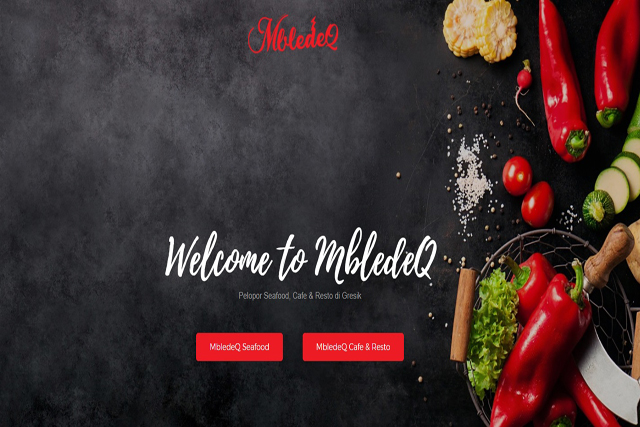 MbledeQ
Welcome to MbledeQ
Pelopor Seafood, Cafe & Resto di Gresik
MbledeQ Seafood
MbledeQ Cafe & Resto